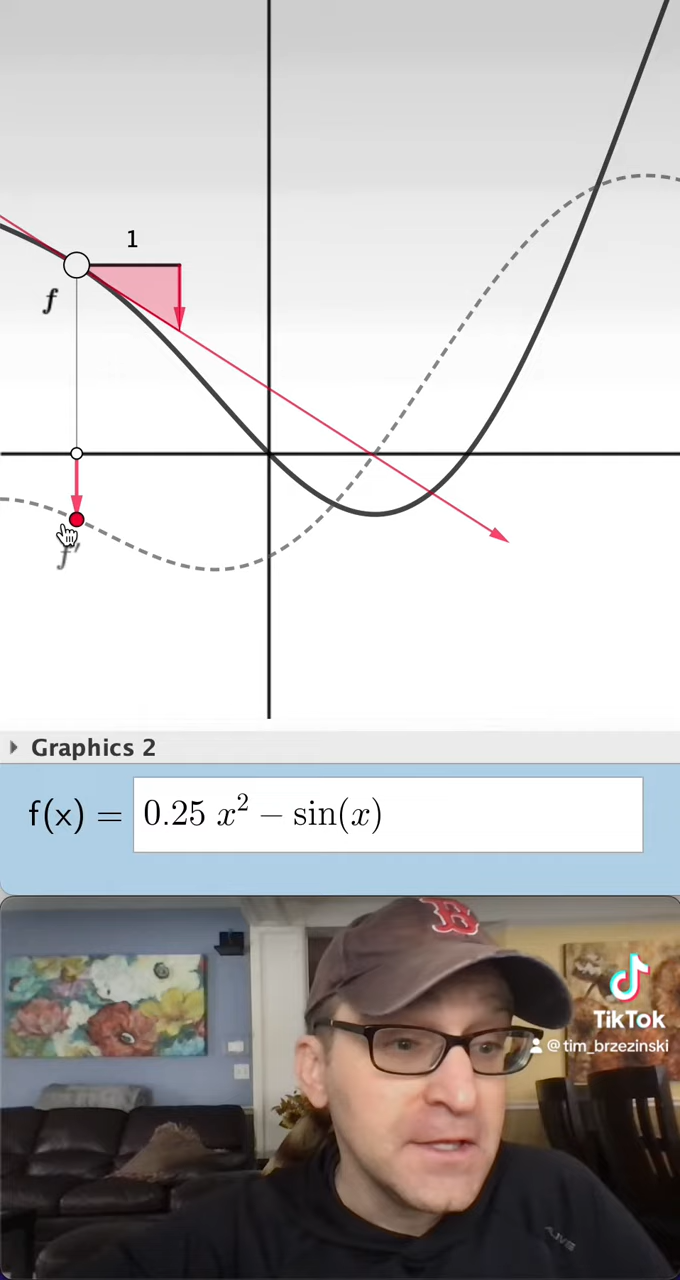 1
f
f'
Graphics 2
f(x) = 0.25 x² − sin(x)
B
TikTok
@tim_brzezinski